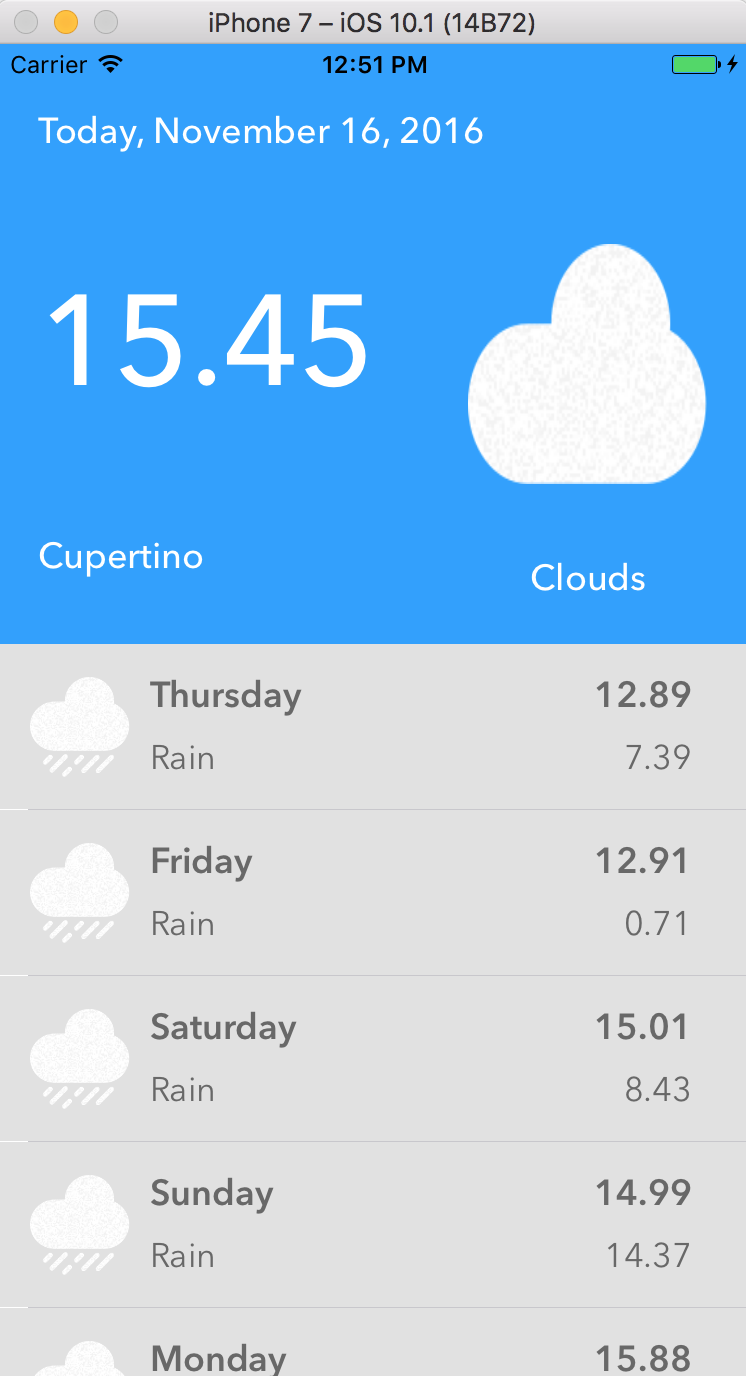 iPhone 7 – iOS 10.1 (14B72)
Carrier 12:51 PM
Today, November 16, 2016
15.45
Cupertino
Clouds
Thursday 12.89
Rain 7.39
Friday 12.91
Rain 0.71
Saturday 15.01
Rain 8.43
Sunday 14.99
Rain 14.37
Monday 15.88